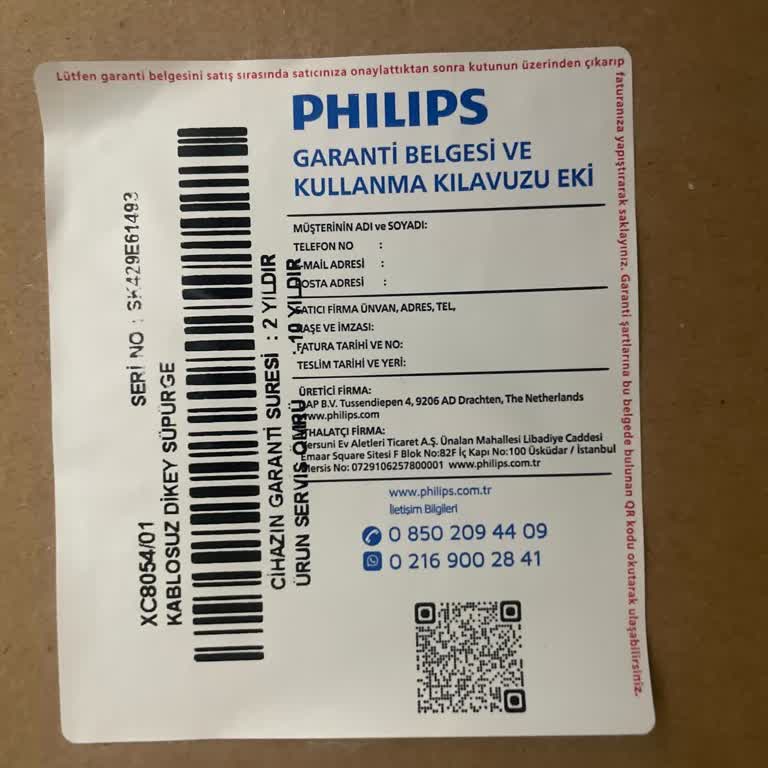 Lütfen garanti belgesini satış sırasında satıcınıza onaylattıktan sonra kutunun üzerinden çıkarıp
faturanıza yapıştırarak saklayınız. Garanti şartlarına bu belgede bulunan QR kodu okutarak ulaşabilirsiniz.
PHILIPS
GARANTİ BELGESİ VE
KULLANMA KILAVUZU EKİ
MÜŞTERİNİN ADI ve SOYADI:
TELEFON NO :
-MAİL ADRESİ :
OSTA ADRESİ :
SATICI FİRMA ÜNVAN, ADRES, TEL,
KAŞE VE İMZASI:
FATURA TARİHİ VE NO:
TESLİM TARİHİ VE YERİ:
ÜRETİCİ FİRMA:
DAP B.V. Tussendiepen 4, 9206 AD Drachten, The Netherlands
www.philips.com
İTHALATÇI FİRMA:
Versuni Ev Aletleri Ticaret A.Ş. Ünalan Mahallesi Libadiye Caddesi
Emaar Square Sitesi F Blok No:82F İç Kapı No:100 Üsküdar / İstanbul
Mersis No: 0729106257800001 www.philips.com.tr
www.philips.com.tr
İletişim Bilgileri
0 850 209 44 09
0 216 900 28 41
XC8054/01 SERİ NO : SK429E61493
KABLOSUZ DİKEY SÜPÜRGE
CİHAZIN GARANTİ SÜRESİ : 2 YILDIR
ÜRÜN SERVİS ÖMRÜ : 10 YILDIR